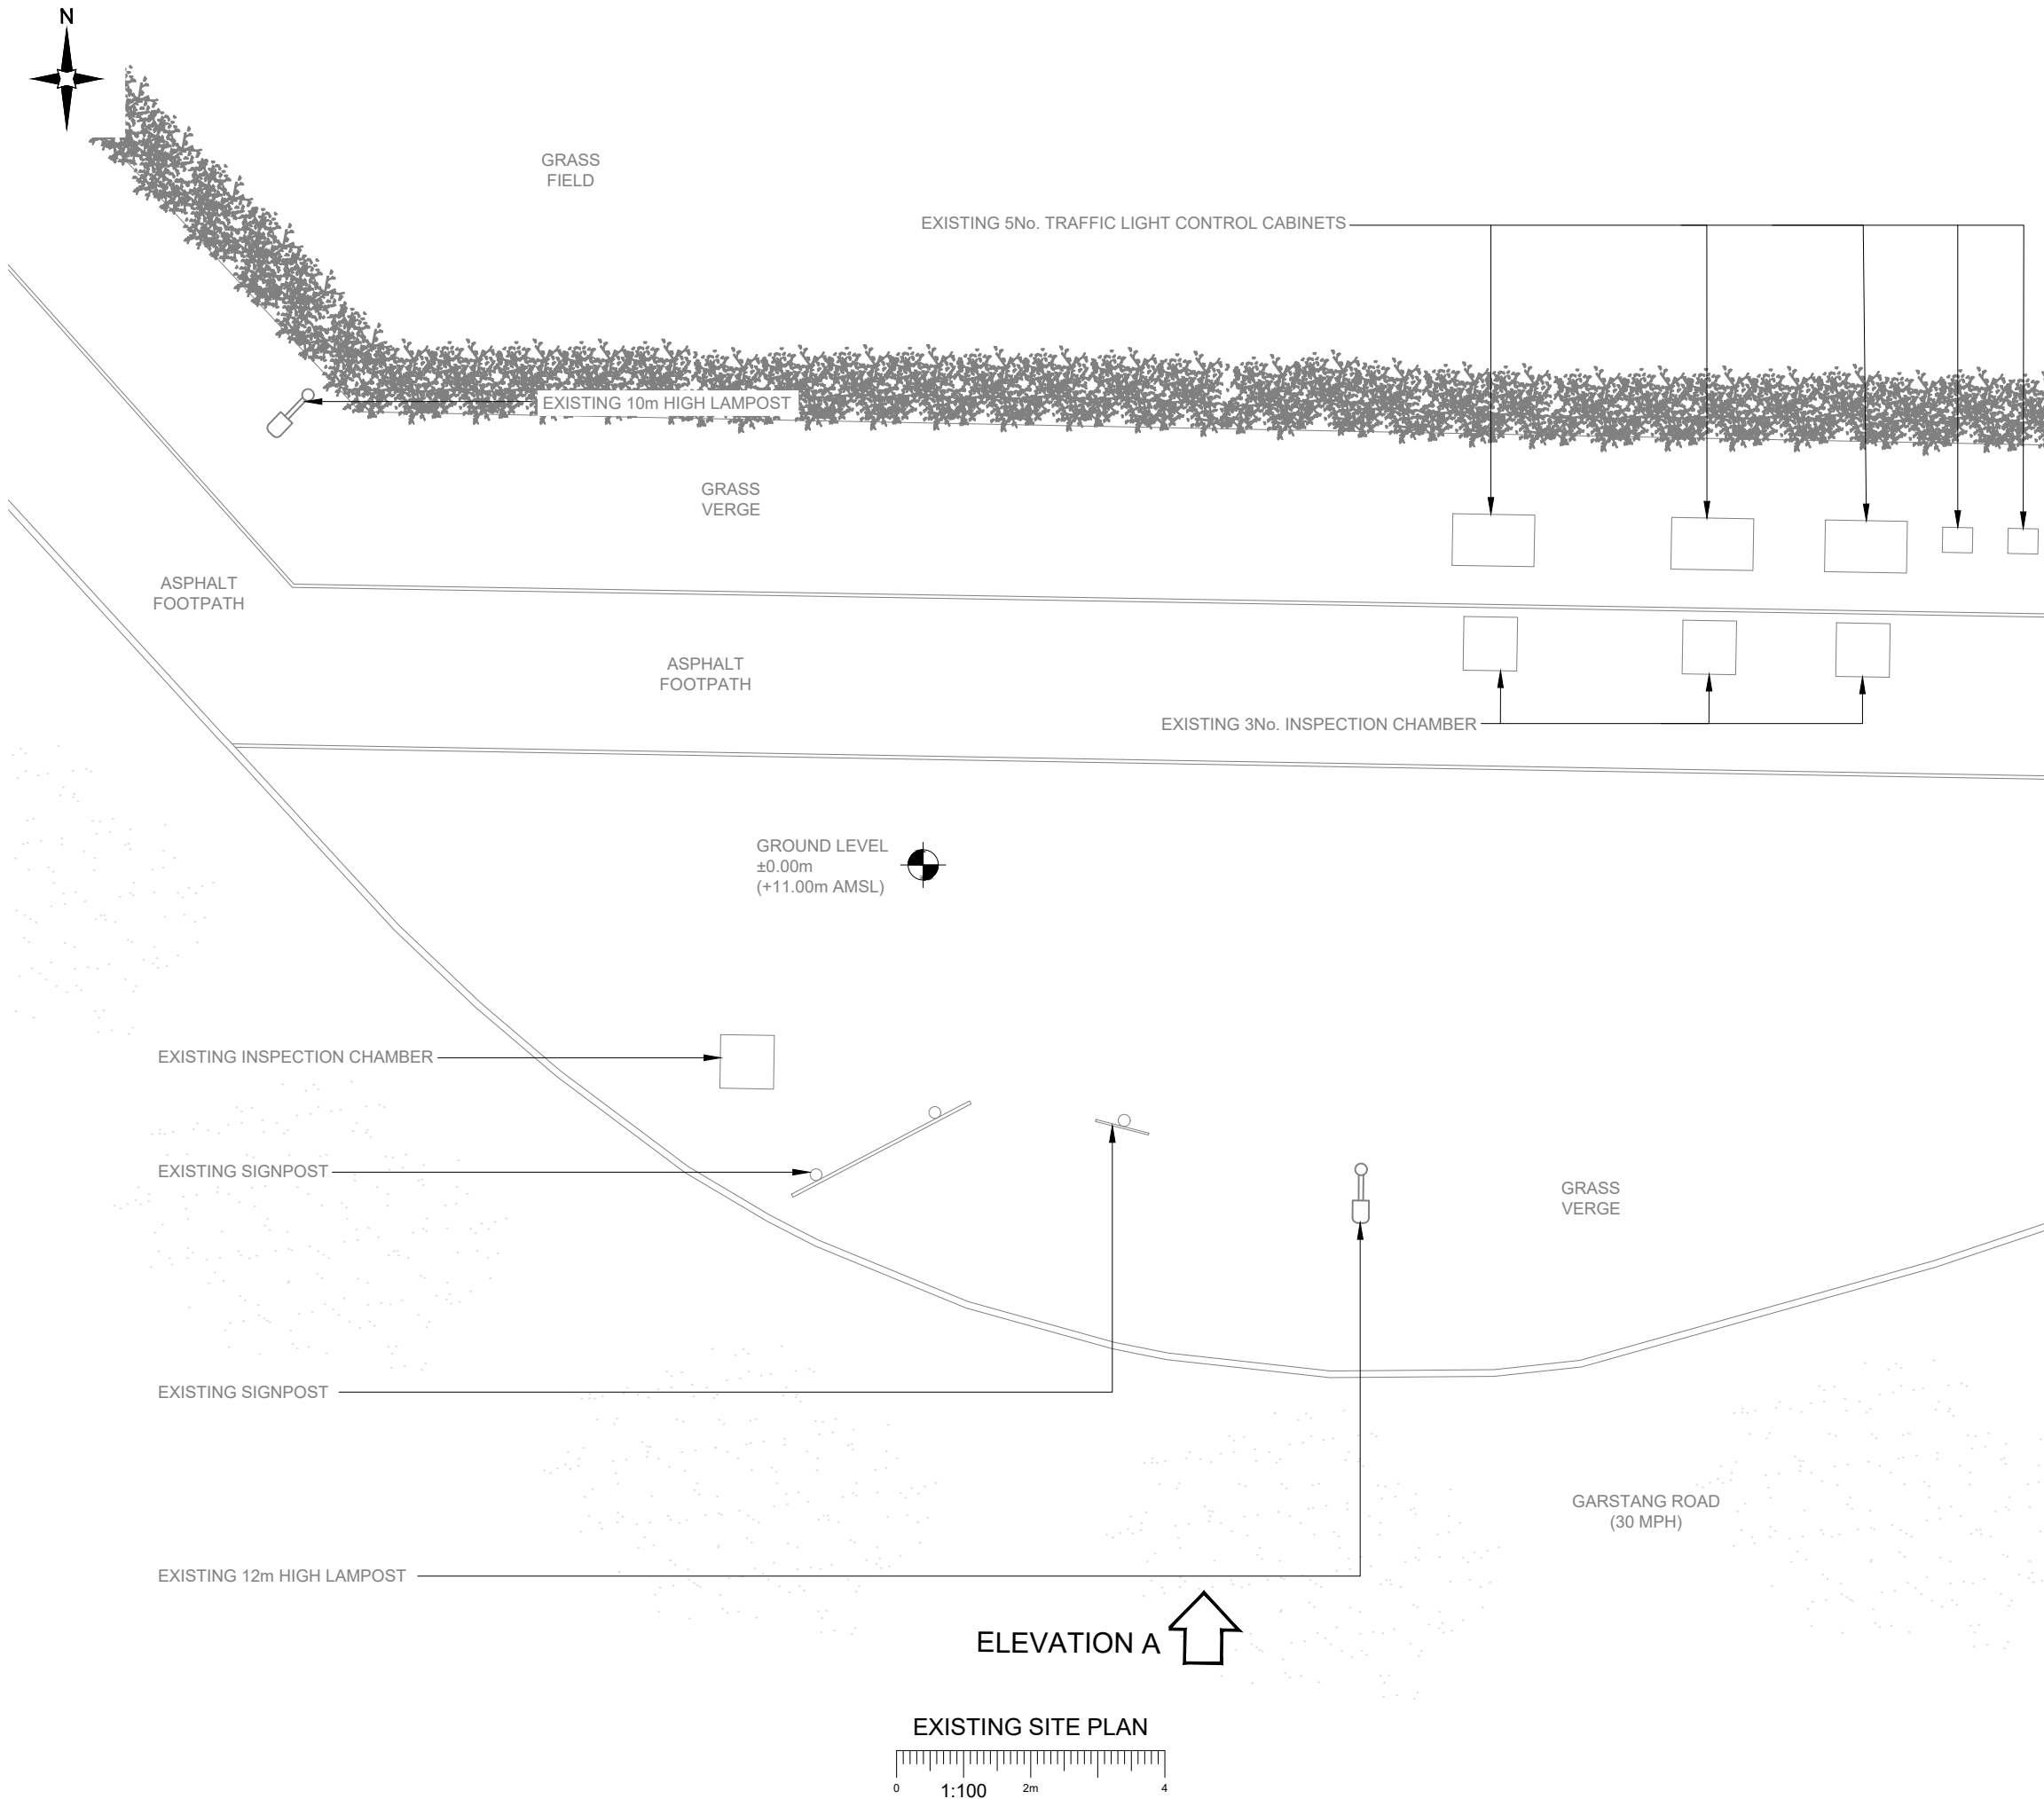 N
GRASS
FIELD
EXISTING 5No. TRAFFIC LIGHT CONTROL CABINETS
EXISTING 10m HIGH LAMPOST
GRASS
VERGE
ASPHALT
FOOTPATH
ASPHALT
FOOTPATH
EXISTING 3No. INSPECTION CHAMBER
GROUND LEVEL
±0.00m
(+11.00m AMSL)
EXISTING INSPECTION CHAMBER
EXISTING SIGNPOST
GRASS
VERGE
EXISTING SIGNPOST
GARSTANG ROAD
(30 MPH)
EXISTING 12m HIGH LAMPOST
ELEVATION A
EXISTING SITE PLAN
0 1:100 2m 4